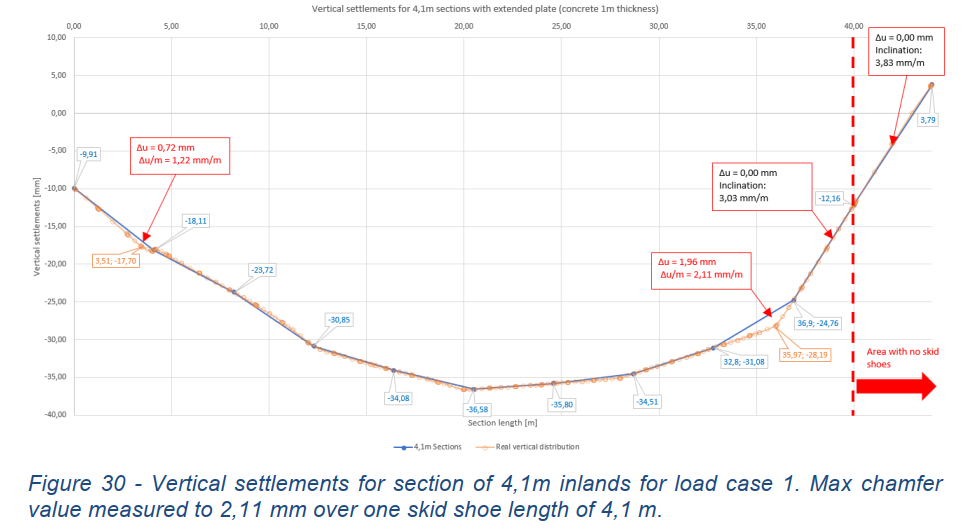 Vertical settlements for 4,1m sections with extended plate (concrete 1m thickness)
0,00 5,00 10,00 15,00 20,00 25,00 30,00 35,00 40,00
10,00
5,00
0,00
-5,00
-10,00
-15,00
-20,00
-25,00
-30,00
-35,00
-40,00
Vertical settlements [mm]
Δu = 0,00 mm
Inclination:
3,83 mm/m
3,79
Δu = 0,72 mm
Δu/m = 1,22 mm/m
-9,91
Δu = 0,00 mm
Inclination:
3,03 mm/m
-12,16
-18,11
3,51; -17,70
-23,72
Δu = 1,96 mm
Δu/m = 2,11 mm/m
-30,85
36,9; -24,76
35,97; -28,19
32,8; -31,08
Area with no skid
shoes
-34,08
-36,58
-35,80
-34,51
Section length [m]
4,1m Sections
Real vertical distribution
Figure 30 - Vertical settlements for section of 4,1m inlands for load case 1. Max chamfer
value measured to 2,11 mm over one skid shoe length of 4,1 m.